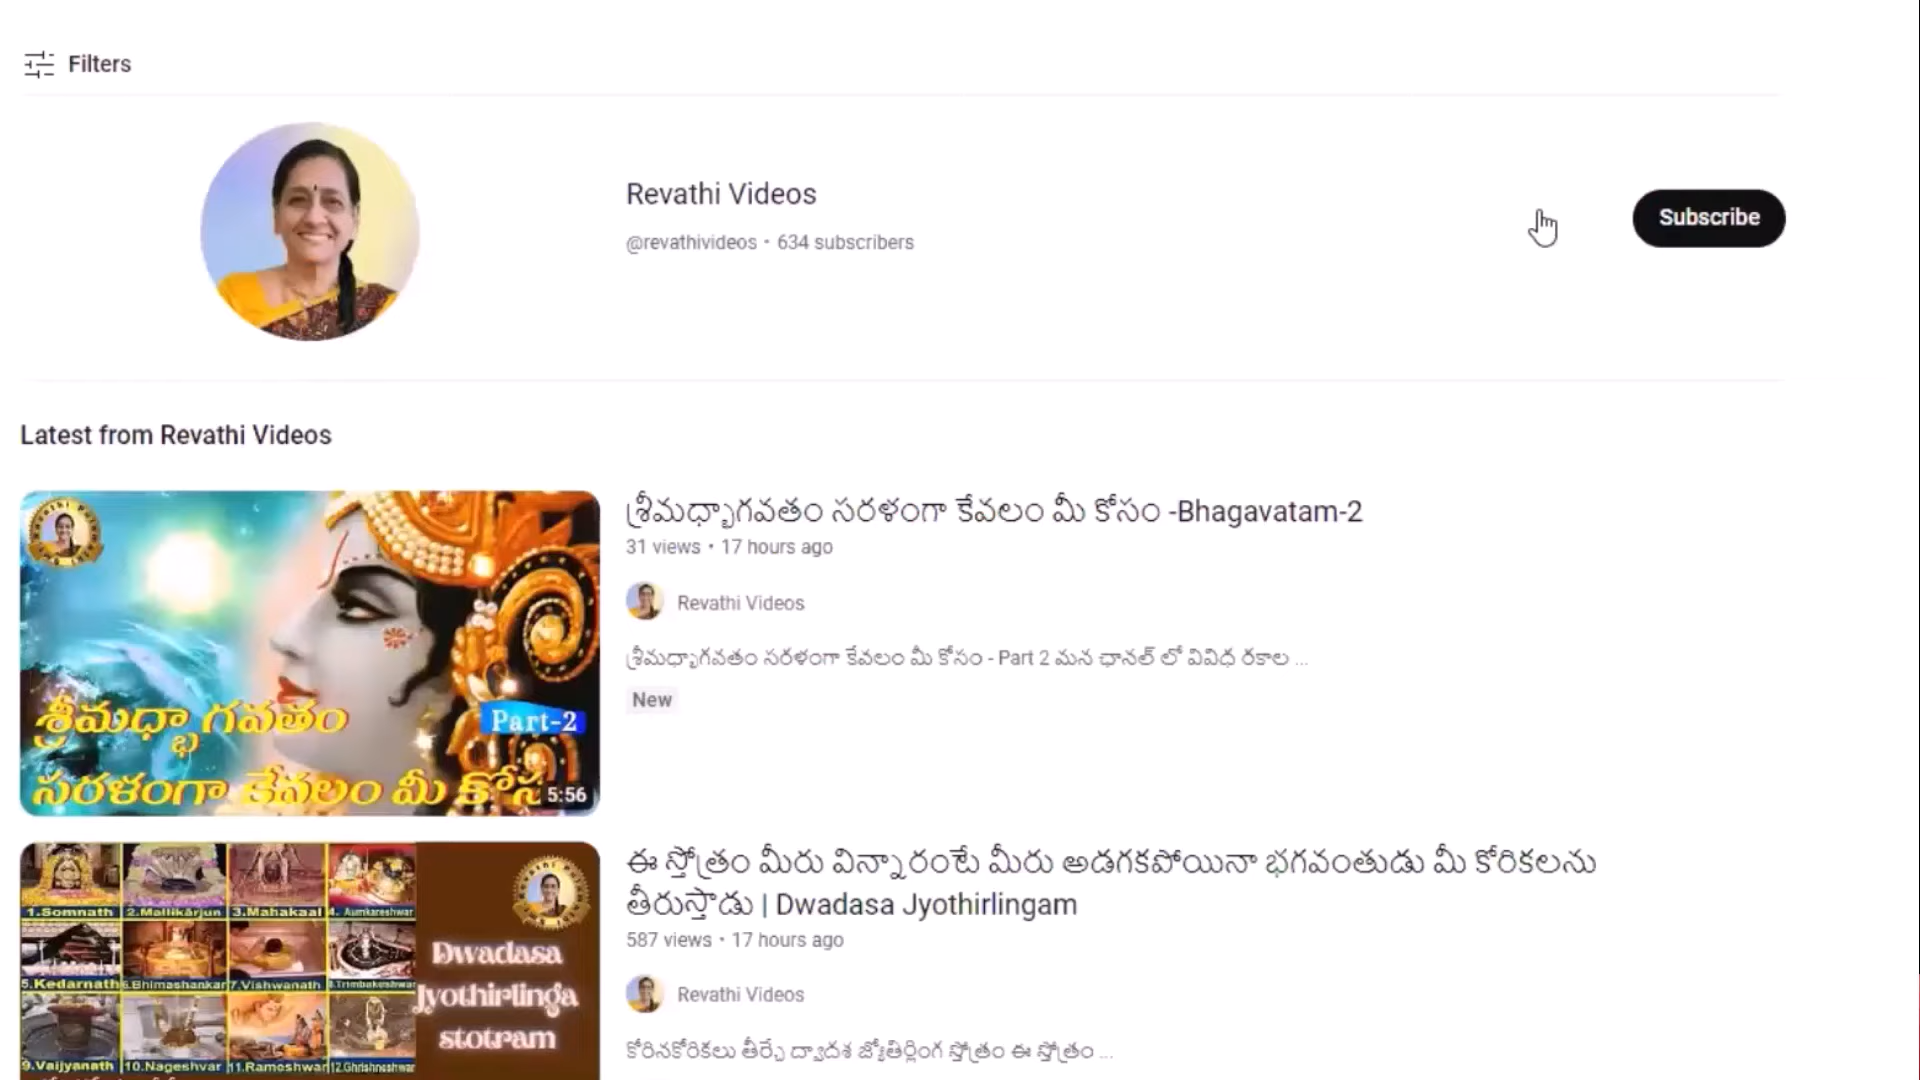 Filters
Revathi Videos
@revathivideos • 634 subscribers
Subscribe
Latest from Revathi Videos
శ్రీమద్భాగవతం సరళంగా కేవలం మీ కోసం -Bhagavatam-2
31 views • 17 hours ago
Revathi Videos
శ్రీమద్భాగవతం సరళంగా కేవలం మీ కోసం - Part 2 మన ఛానల్ లో వివిధ రకాల ...
New
శ్రీమధ్భా గవతం
Part-2
సరళంగా కేవలం మీ కోస
5:56
ఈ స్తోత్రం మీరు విన్నారంటే మీరు అడగకపోయినా భగవంతుడు మీ కోరికలను
తీరుస్తాడు | Dwadasa Jyothirlingam
587 views • 17 hours ago
Revathi Videos
కోరినకోరికలు తీర్చే ద్వాదశ జ్యోతిర్లింగ స్తోత్రం ఈ స్తోత్రం ...
1.Somnath 2.Mallikarjun 3.Mahakaal 4. Aumkareshwar
5.Kedarnath 6.Bhimashankar 7.Vishwanath 8.Trimbakeshwar
9.Vaijyanath 10.Nageshvar 11.Rameshwar 12.Ghrishneshwar
Dwadasa
Jyothirlinga
stotram